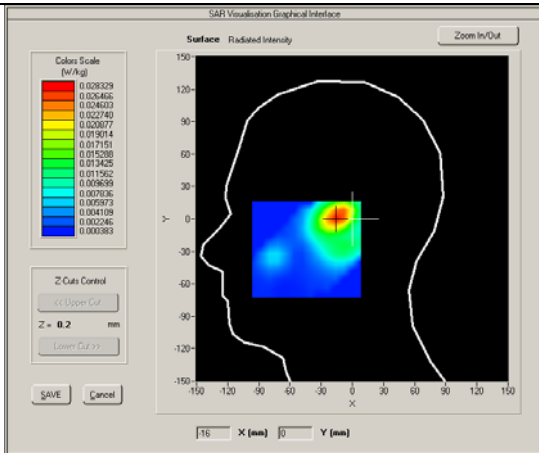 SAR Visualisation Graphical Interface
Surface Radiated Intensity
Zoom In/Out
Colors Scale
(W/kg)
0.028329
0.026466
0.024603
0.022740
0.020877
0.019014
0.017151
0.015288
0.013425
0.011562
0.009699
0.007836
0.005973
0.004109
0.002246
0.000383
150-
120-
90-
60-
30-
0-
-30-
-60-
-90-
-120-
-150-
Y
-150 -120 -90 -60 -30 0 30 60 90 120 150
X
Z Cuts Control
<< Upper Cut
Z = 0.2 mm
Lower Cut >>
SAVE Cancel
-16 X (mm) 0 Y (mm)